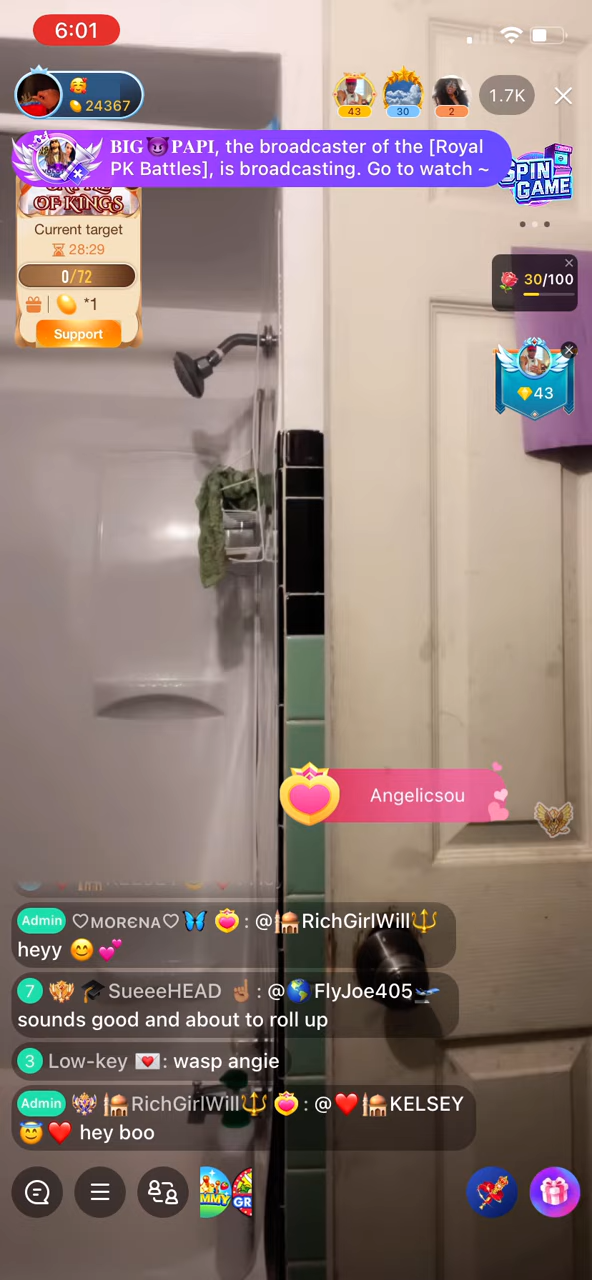 6:01
🥰
24367
43
30
2
1.7K
𝐁𝐈𝐆😈𝐏𝐀𝐏𝐈, the broadcaster of the [Royal
PK Battles], is broadcasting. Go to watch ~
SPIN
GAME
OF KINGS
Current target
28:29
0/72
*1
Support
30/100
43
Angelicsou
Admin ♡MORЄNA♡🦋 : @🕌RichGirlWill🔱
heyy 😊 💕
7 🎓SueeeHEAD ☝🏽 : @🌎FlyJoe405🛫
sounds good and about to roll up
3 Low-key 💌: wasp angie
Admin 🕌RichGirlWill🔱 : @❤️🕌KELSEY
😇❤️ hey boo